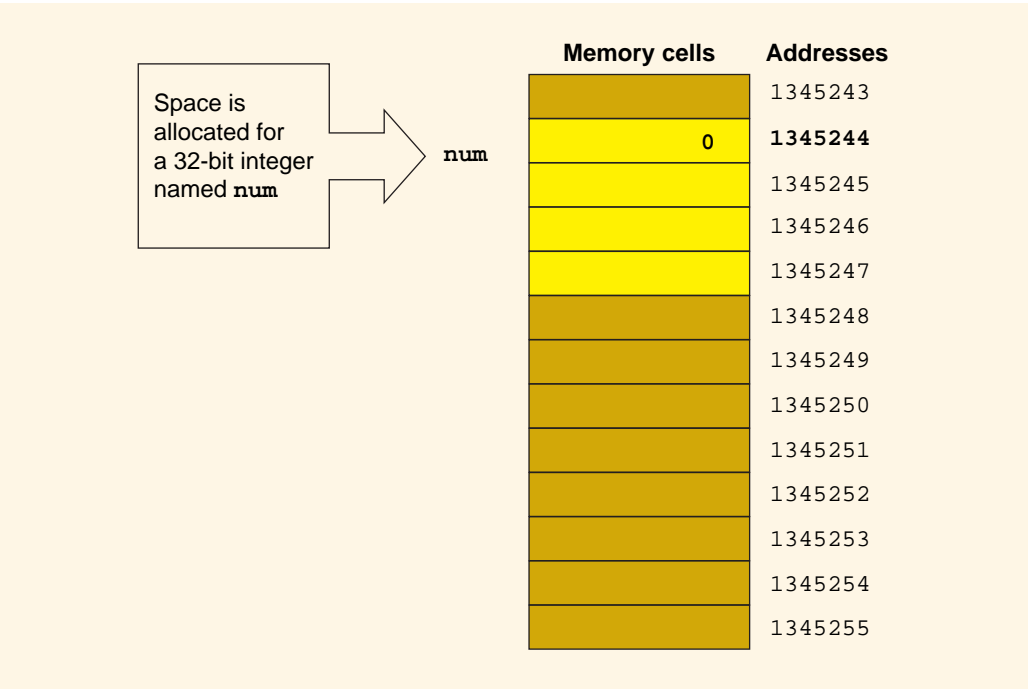 Memory cells Addresses
Space is
allocated for
a 32-bit integer
named num
num
1345243
0 1345244
1345245
1345246
1345247
1345248
1345249
1345250
1345251
1345252
1345253
1345254
1345255